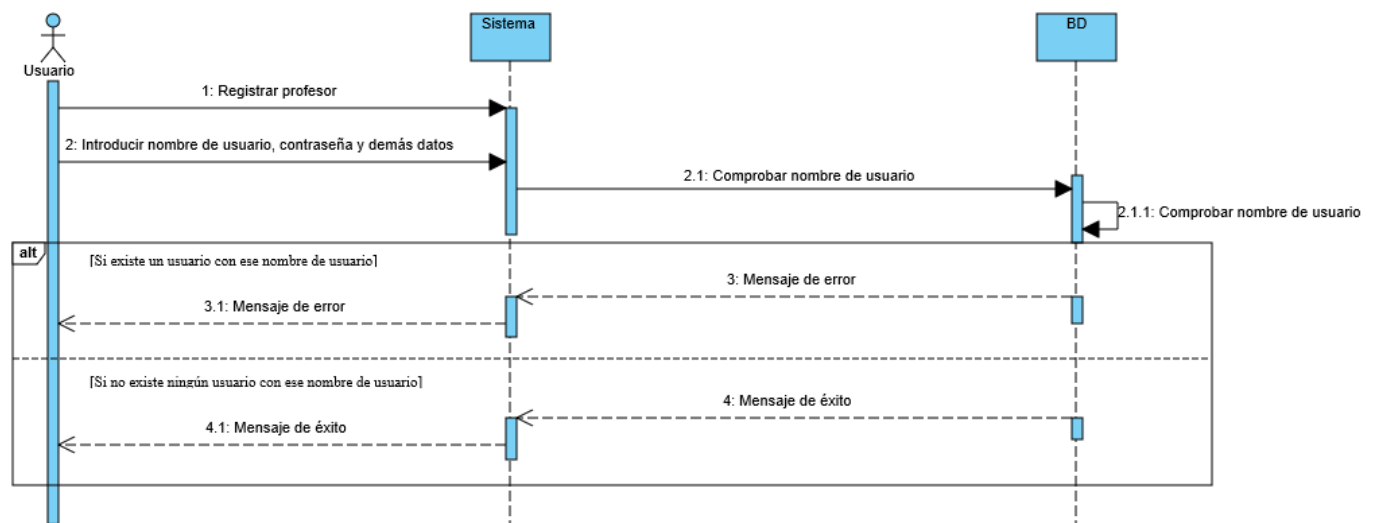 Sistema
BD
Usuario
1: Registrar profesor
2: Introducir nombre de usuario, contraseña y demás datos
2.1: Comprobar nombre de usuario
2.1.1: Comprobar nombre de usuario
alt
[Si existe un usuario con ese nombre de usuario]
3: Mensaje de error
3.1: Mensaje de error
[Si no existe ningún usuario con ese nombre de usuario]
4: Mensaje de éxito
4.1: Mensaje de éxito